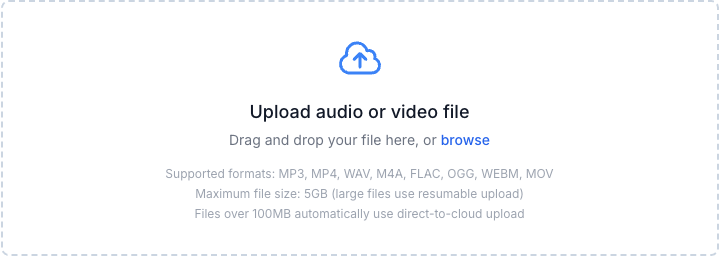 Upload audio or video file
Drag and drop your file here, or browse
Supported formats: MP3, MP4, WAV, M4A, FLAC, OGG, WEBM, MOV
Maximum file size: 5GB (large files use resumable upload)
Files over 100MB automatically use direct-to-cloud upload